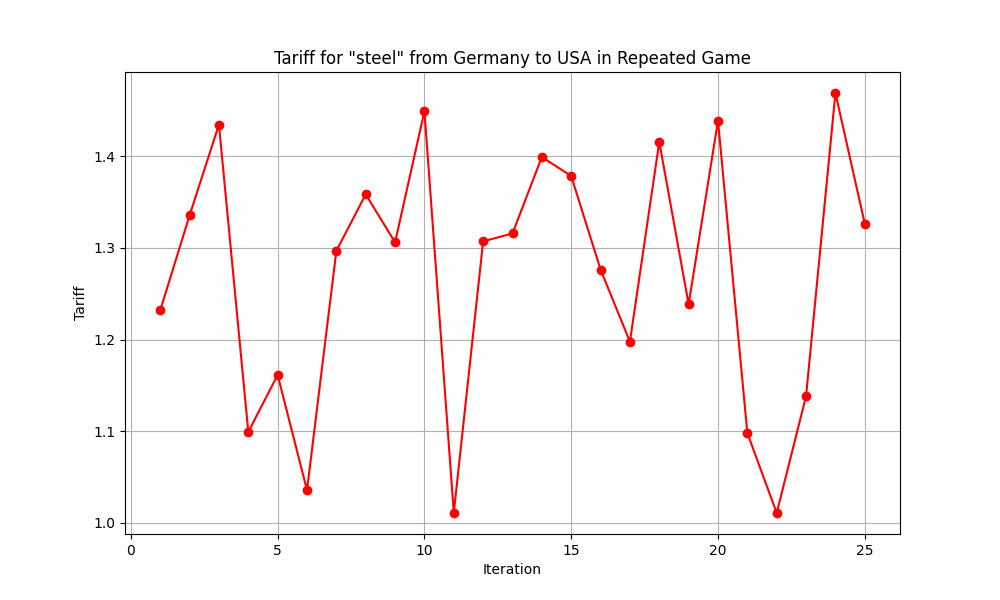 Tariff for "steel" from Germany to USA in Repeated Game
Tariff
1.4
1.3
1.2
1.1
1.0
0 5 10 15 20 25
Iteration